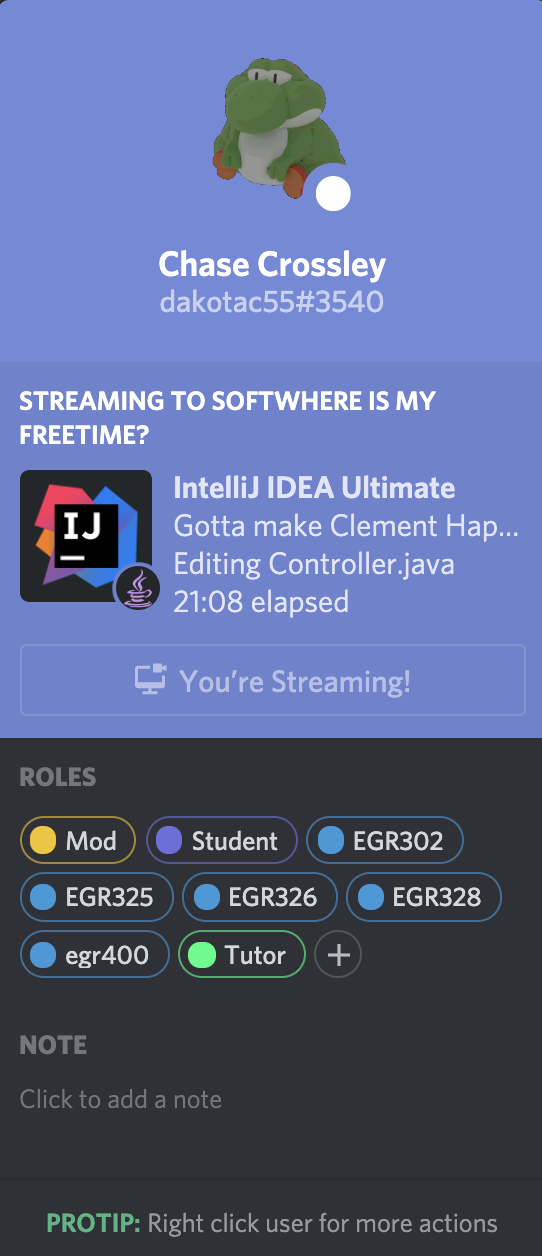 Chase Crossley
dakotac55#3540
STREAMING TO SOFTWHERE IS MY
FREETIME?
IJ
IntelliJ IDEA Ultimate
Gotta make Clement Hap...
Editing Controller.java
21:08 elapsed
You're Streaming!
ROLES
Mod Student EGR302
EGR325 EGR326 EGR328
egr400 Tutor +
NOTE
Click to add a note
PROTIP: Right click user for more actions